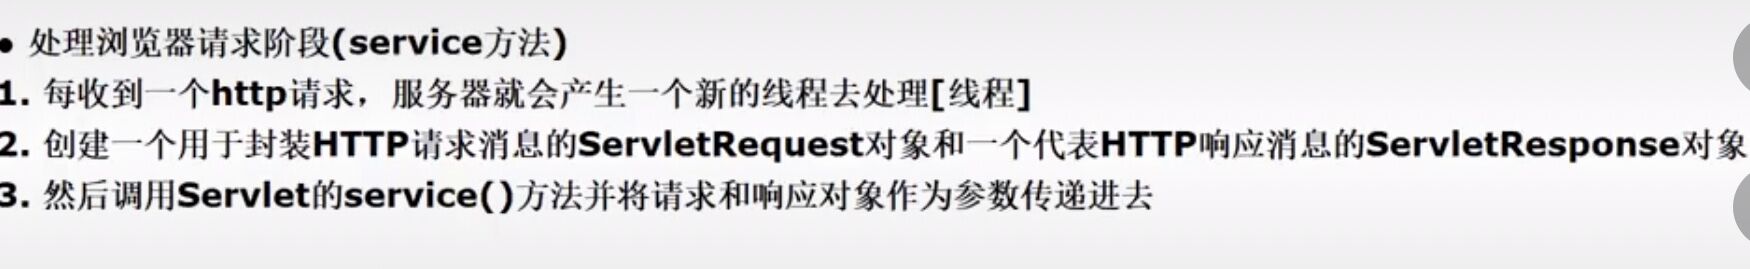 • 处理浏览器请求阶段(service方法)
1. 每收到一个http请求，服务器就会产生一个新的线程去处理[线程]
2. 创建一个用于封装HTTP请求消息的ServletRequest对象和一个代表HTTP响应消息的ServletResponse对象
3. 然后调用Servlet的service()方法并将请求和响应对象作为参数传递进去